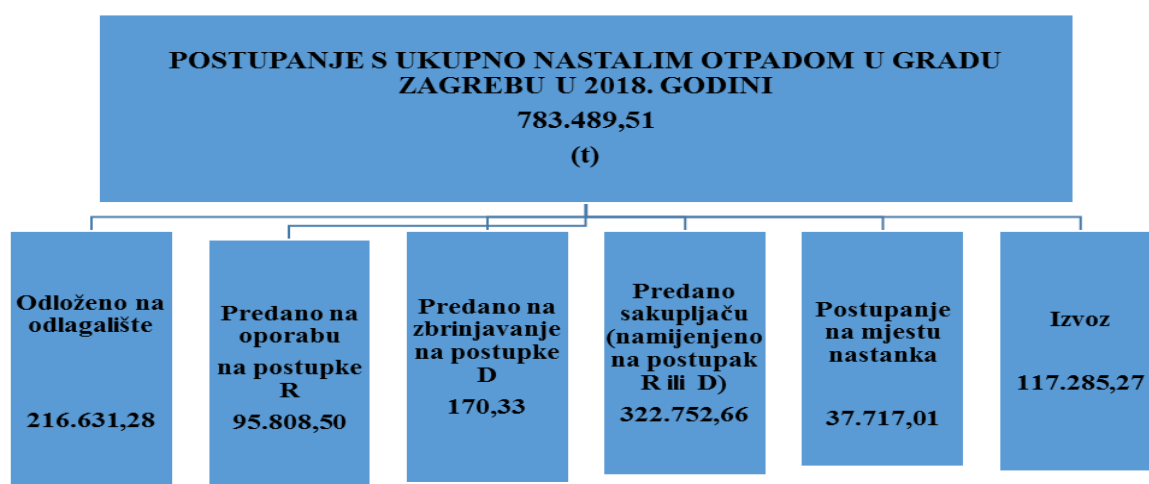 POSTUPANJE S UKUPNO NASTALIM OTPADOM U GRADU
ZAGREBU U 2018. GODINI
783.489,51
(t)
Odloženo na
odlagalište
216.631,28
Predano na
oporabu
na postupke
R
95.808,50
Predano na
zbrinjavanje
na postupke
D
170,33
Predano
sakupljaču
(namijenjeno
na postupak
R ili D)
322.752,66
Postupanje
na mjestu
nastanka
37.717,01
Izvoz
117.285,27